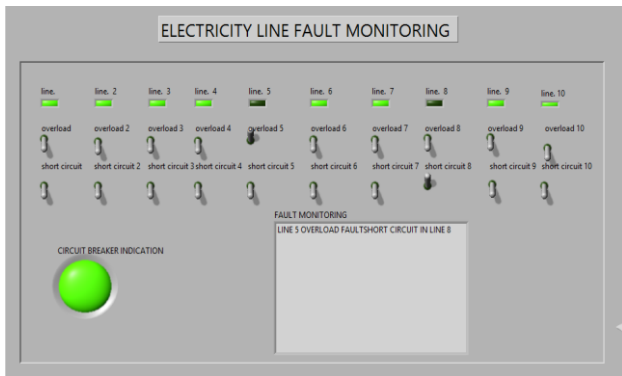 ELECTRICITY LINE FAULT MONITORING
line. line. 2 line. 3 line. 4 line. 5 line. 6 line. 7 line. 8 line. 9 line. 10
overload overload 2 overload 3 overload 4 overload 5 overload 6 overload 7 overload 8 overload 9 overload 10
short circuit short circuit 2 short circuit 3 short circuit 4 short circuit 5 short circuit 6 short circuit 7 short circuit 8 short circuit 9 short circuit 10
FAULT MONITORING
LINE 5 OVERLOAD FAULTSHORT CIRCUIT IN LINE 8
CIRCUIT BREAKER INDICATION